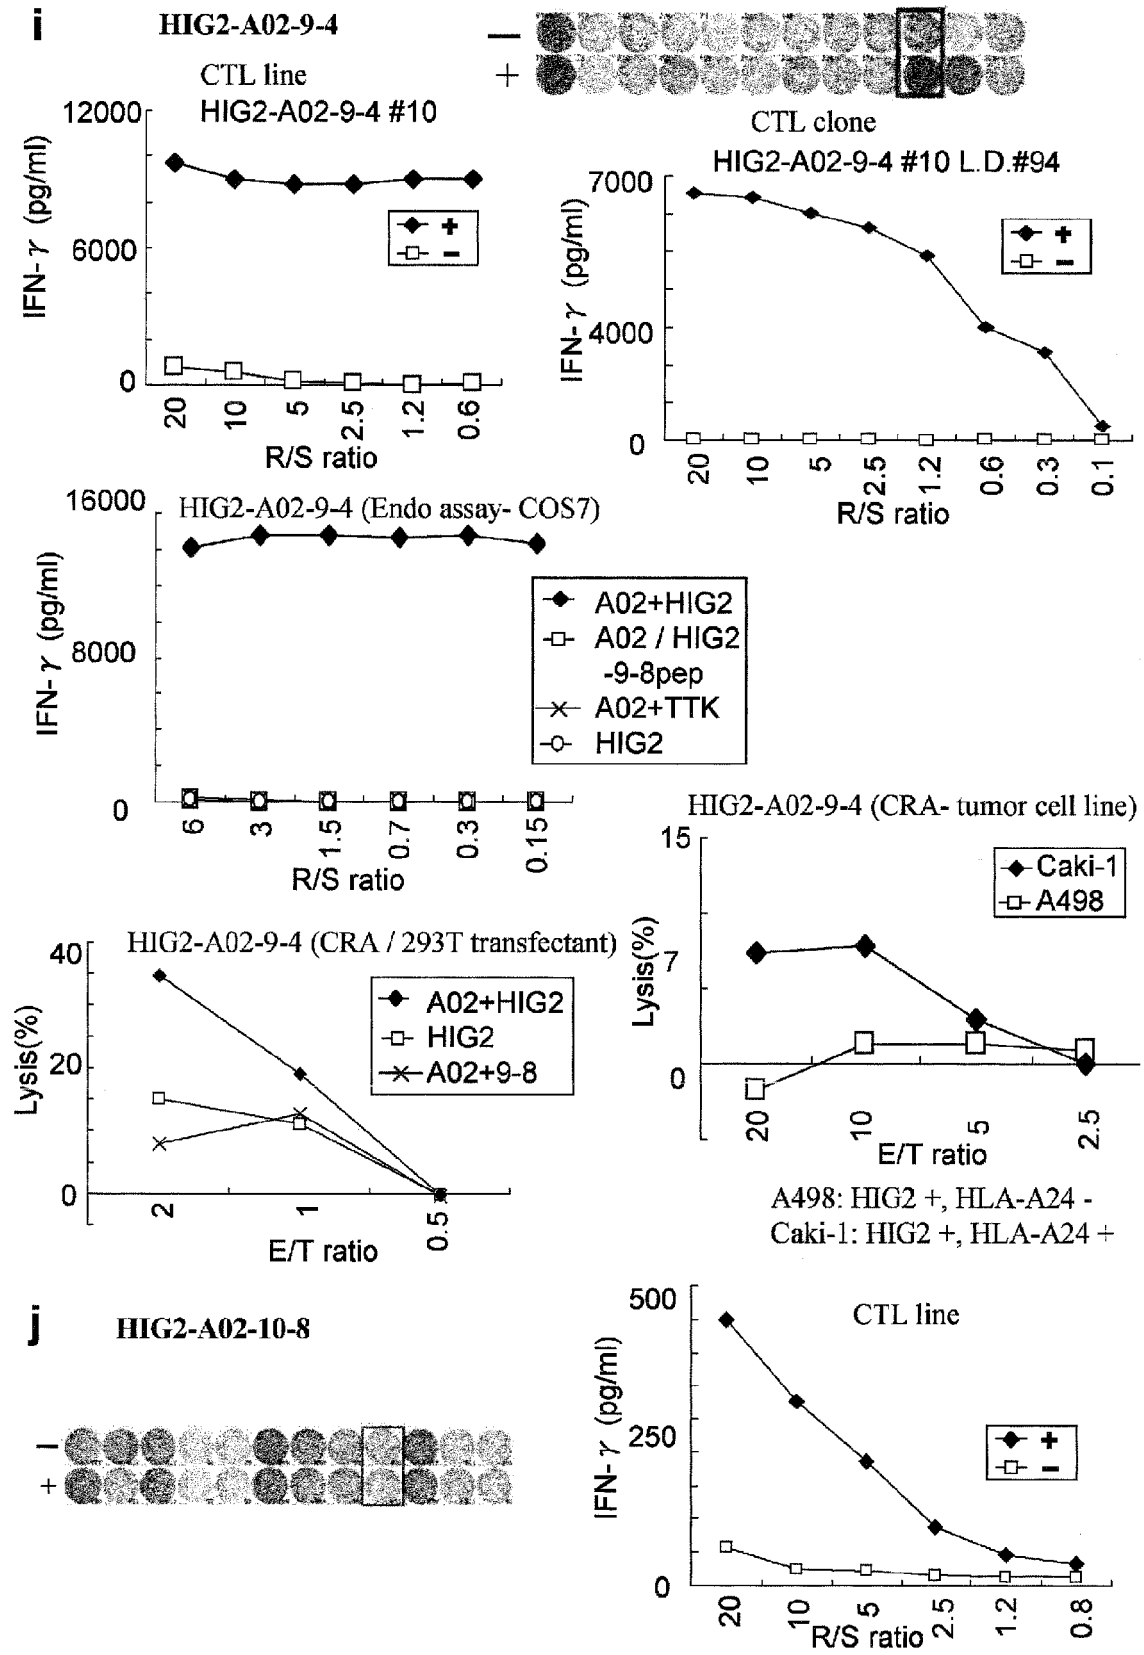 i
HIG2-A02-9-4
−
+
CTL line
HIG2-A02-9-4 #10
12000
6000
0
IFN-γ (pg/ml)
+
−
20 10 5 2.5 1.2 0.6
R/S ratio
CTL clone
HIG2-A02-9-4 #10 L.D.#94
7000
4000
0
IFN-γ (pg/ml)
+
−
20 10 5 2.5 1.2 0.6 0.3 0.1
R/S ratio
HIG2-A02-9-4 (Endo assay- COS7)
16000
8000
0
IFN-γ (pg/ml)
A02+HIG2
A02 / HIG2
-9-8pep
A02+TTK
HIG2
6 3 1.5 0.7 0.3 0.15
R/S ratio
HIG2-A02-9-4 (CRA- tumor cell line)
15
7
0
Lysis(%)
Caki-1
A498
20 10 5 2.5
E/T ratio
A498: HIG2 +, HLA-A24 -
Caki-1: HIG2 +, HLA-A24 +
HIG2-A02-9-4 (CRA / 293T transfectant)
40
20
0
Lysis(%)
A02+HIG2
HIG2
A02+9-8
2 1 0.5
E/T ratio
j
HIG2-A02-10-8
−
+
CTL line
500
250
0
IFN-γ (pg/ml)
+
−
20 10 5 2.5 1.2 0.8
R/S ratio